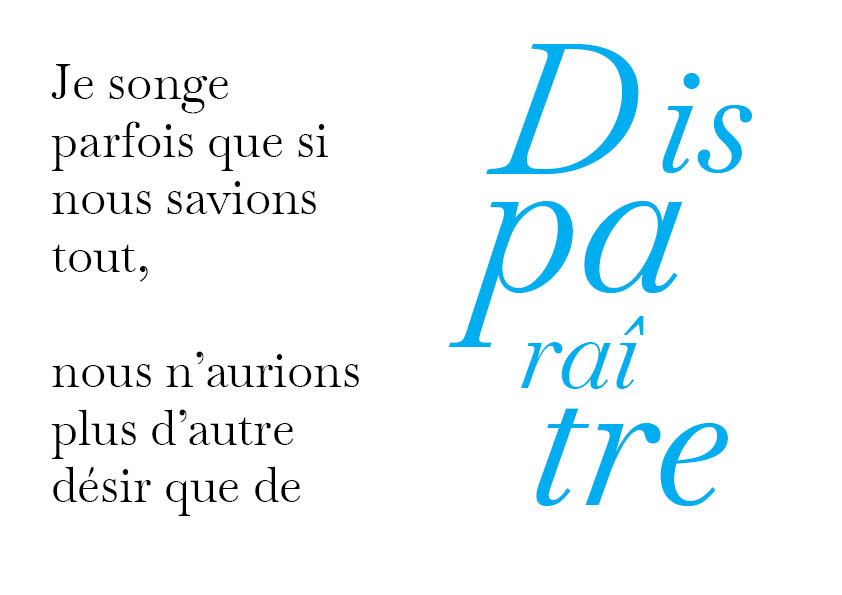 Je songe
parfois que si
nous savions
tout,
nous n’aurions
plus d’autre
désir que de
Dis
pa
raî
tre